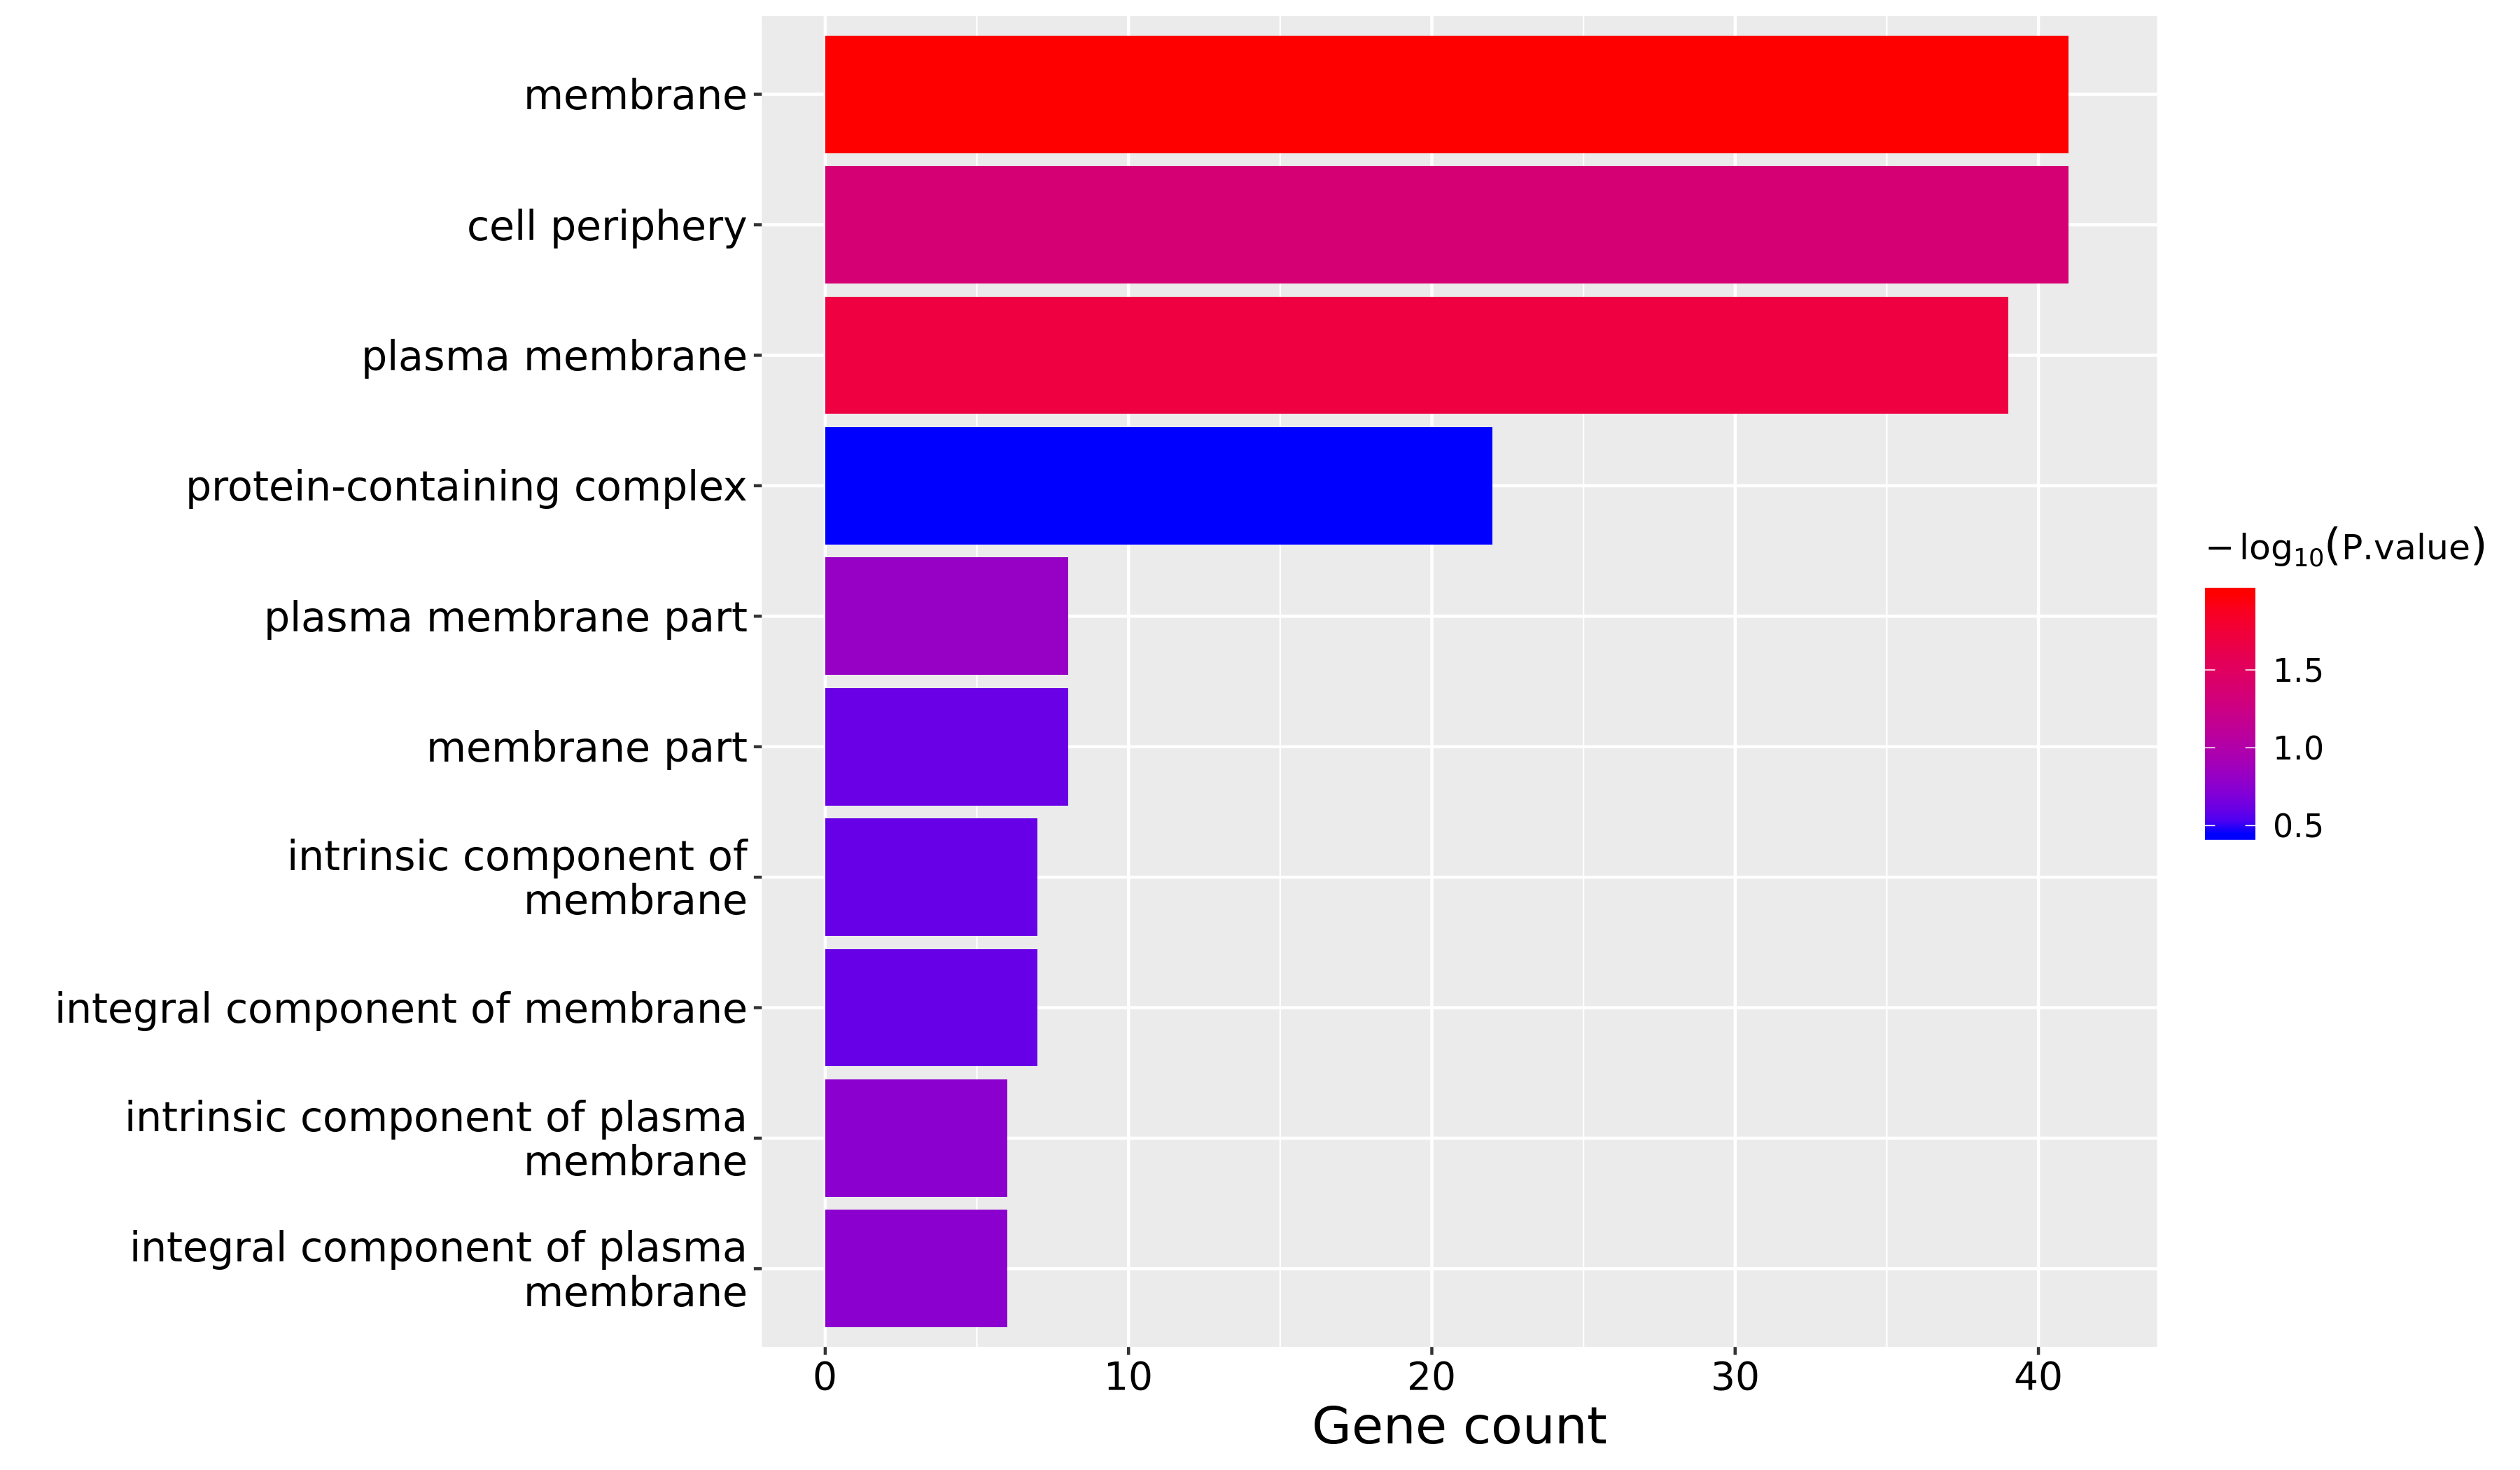 membrane
cell periphery
plasma membrane
protein-containing complex
plasma membrane part
membrane part
intrinsic component of
membrane
integral component of membrane
intrinsic component of plasma
membrane
integral component of plasma
membrane
0 10 20 30 40
Gene count
−log₁₀(P.value)
1.5
1.0
0.5